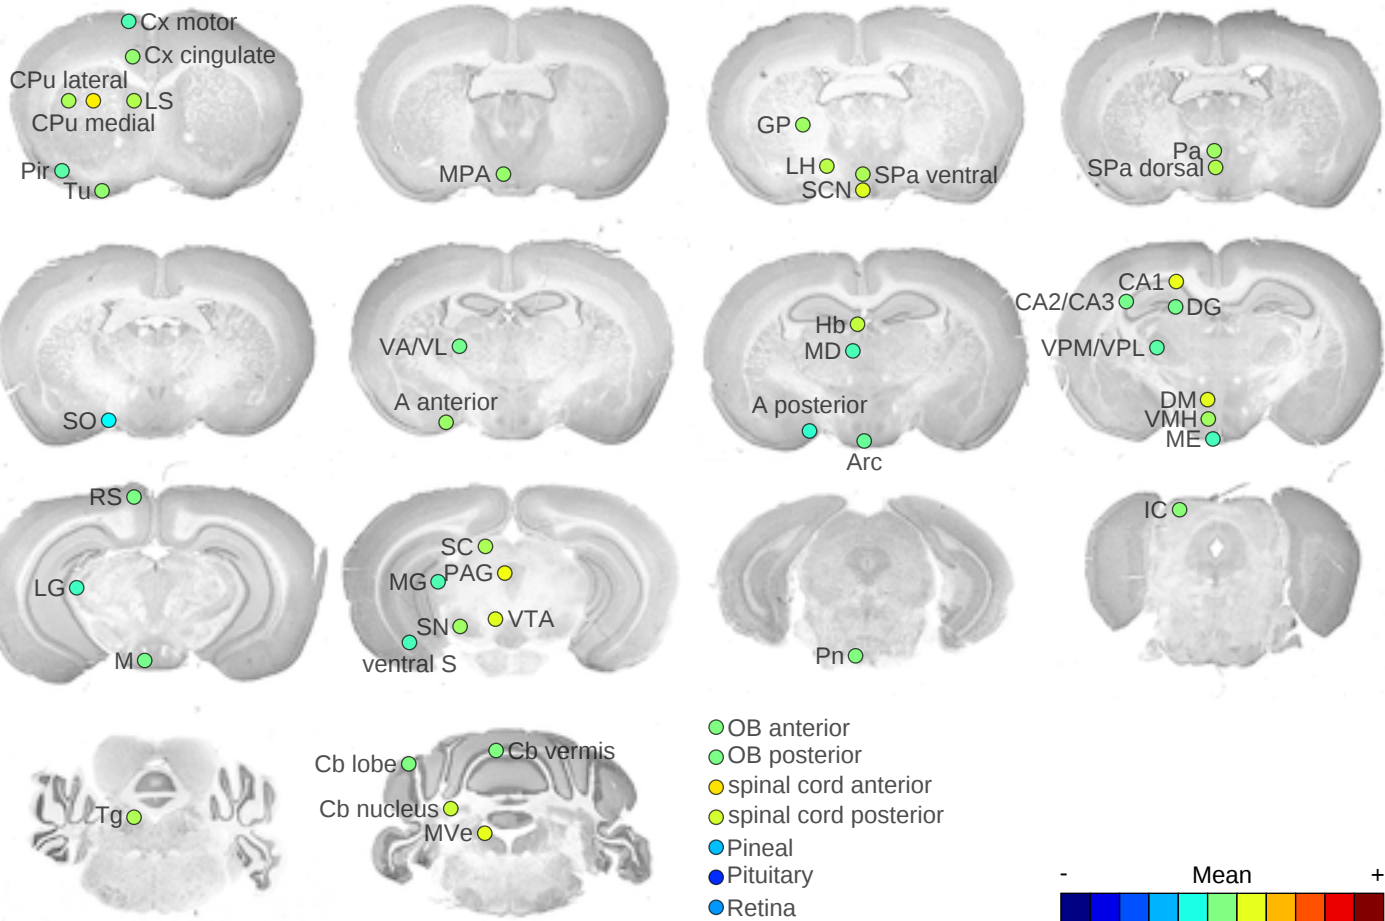 Cx motor
Cx cingulate
CPu lateral
LS
CPu medial
Pir
Tu
MPA
GP
LH
SPa ventral
SCN
Pa
SPa dorsal
SO
VA/VL
A anterior
Hb
MD
A posterior
Arc
CA1
CA2/CA3
DG
VPM/VPL
DM
VMH
ME
RS
LG
M
SC
PAG
MG
VTA
SN
ventral S
Pn
IC
Tg
Cb lobe
Cb vermis
Cb nucleus
MVe
OB anterior
OB posterior
spinal cord anterior
spinal cord posterior
Pineal
Pituitary
Retina
- Mean +